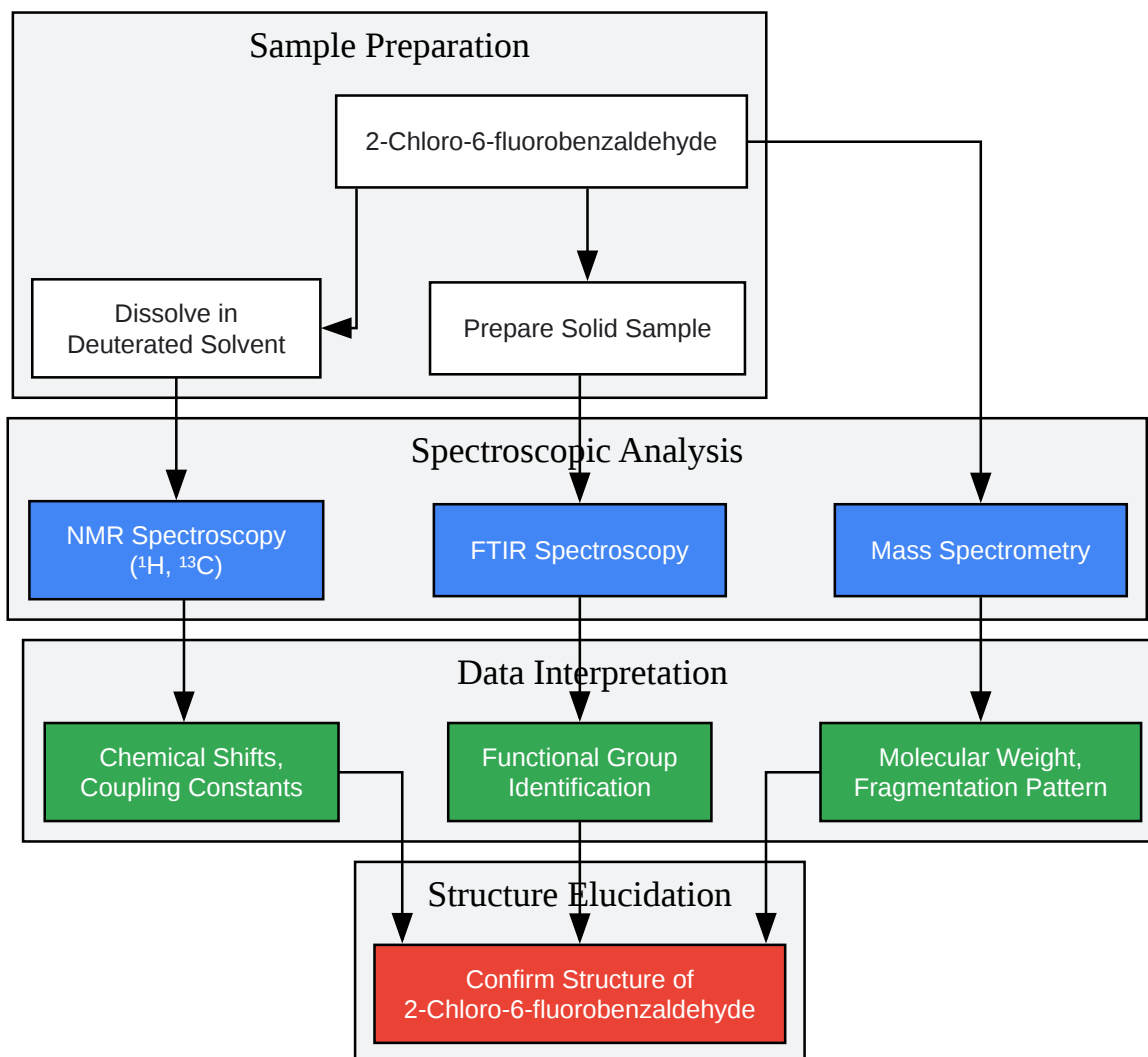 Sample Preparation
2-Chloro-6-fluorobenzaldehyde
Dissolve in
Deuterated Solvent
Prepare Solid Sample
Spectroscopic Analysis
NMR Spectroscopy
(¹H, ¹³C)
FTIR Spectroscopy
Mass Spectrometry
Data Interpretation
Chemical Shifts,
Coupling Constants
Functional Group
Identification
Molecular Weight,
Fragmentation Pattern
Structure Elucidation
Confirm Structure of
2-Chloro-6-fluorobenzaldehyde